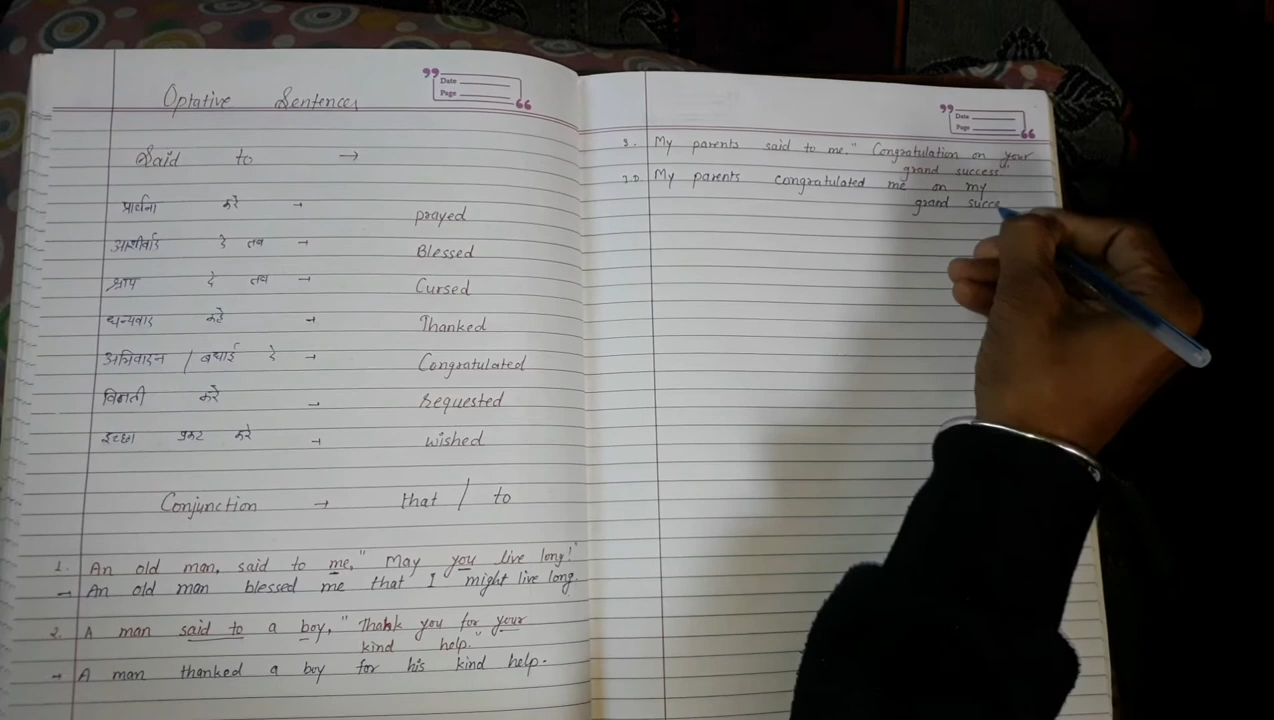 Optative Sentences
Date
Page
Said to →
प्रार्थना करे → prayed
आशीर्वाद दे तब → Blessed
श्राप दे तब → Cursed
धन्यवाद कहे → Thanked
अभिवादन / बधाई दे → Congratulated
विनती करे → requested
इच्छा प्रकट करे → wished
Conjunction → that / to
1. An old man, said to me, "May you live long!"
→ An old man blessed me that I might live long.
2. A man said to a boy, "Thank you for your
kind help."
→ A man thanked a boy for his kind help.
Date
Page
3. My parents said to me." Congratulation on your
grand success"
I.D. My parents congratulated me on my
grand succe